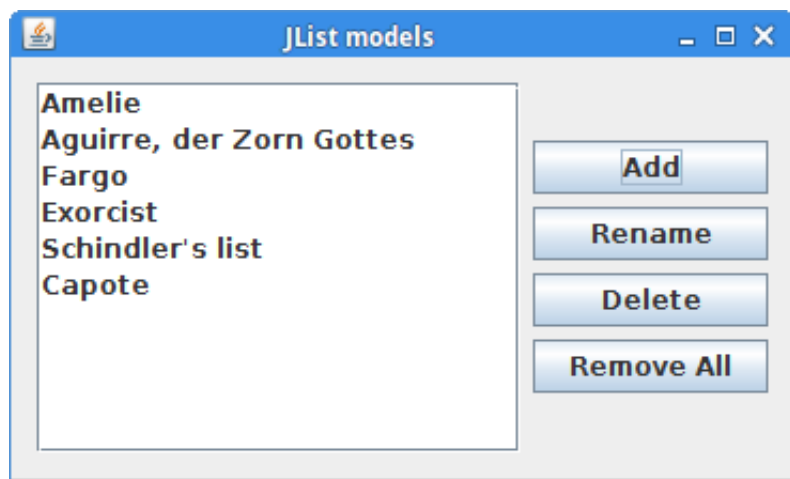 JList models
Amelie
Aguirre, der Zorn Gottes
Fargo
Exorcist
Schindler's list
Capote
Add
Rename
Delete
Remove All